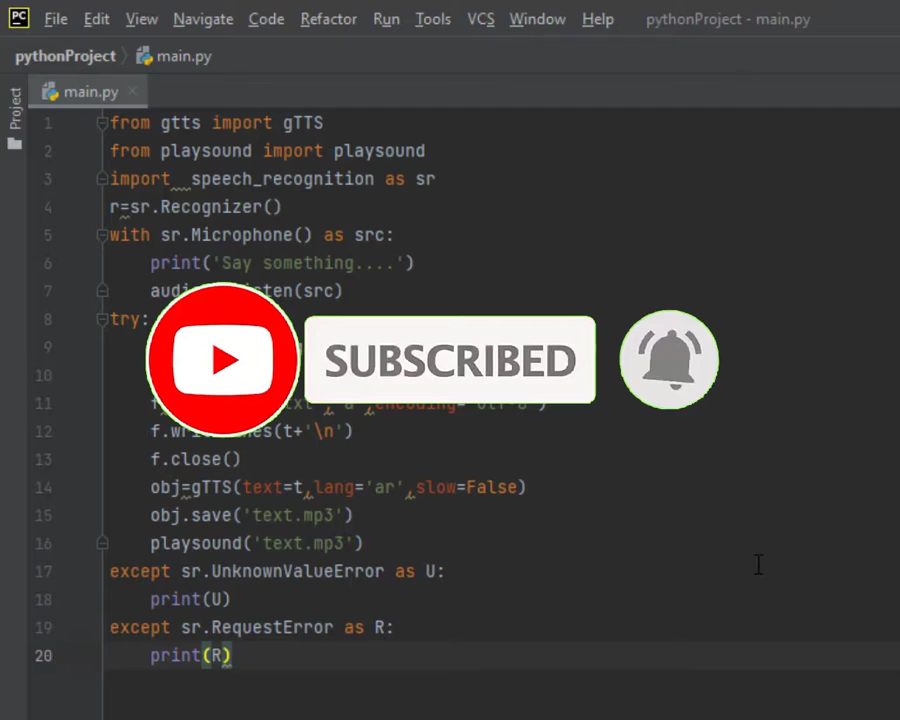 PC File Edit View Navigate Code Refactor Run Tools VCS Window Help pythonProject - main.py
pythonProject main.py
main.py
Project
1 from gtts import gTTS
2 from playsound import playsound
3 import  speech_recognition as sr
4 r=sr.Recognizer()
5 with sr.Microphone() as src:
6 print('Say something....')
7 (src)
8 try:
9
10
SUBSCRIBED
11
12 (t+'\n')
13 f.close()
14 obj=gTTS(text=t,lang='ar',slow=False)
15 obj.save('text.mp3')
16 playsound('text.mp3')
17 except sr.UnknownValueError as U:
18 print(U)
19 except sr.RequestError as R:
20 print(R)